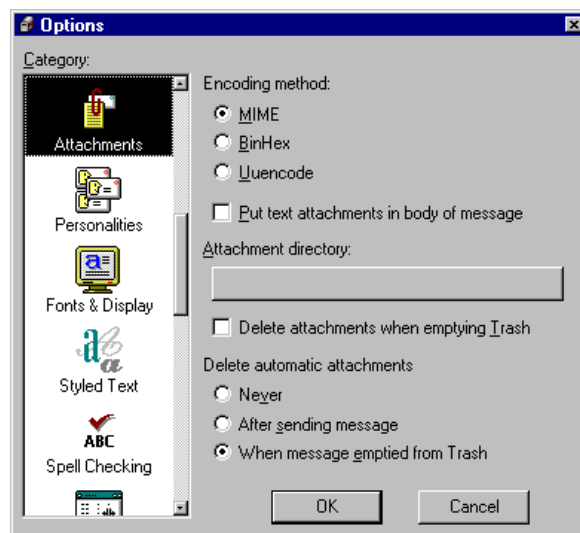 Options
Category:
Attachments
Personalities
Fonts & Display
Styled Text
ABC
Spell Checking
Encoding method:
MIME
BinHex
Uuencode
Put text attachments in body of message
Attachment directory:
Delete attachments when emptying Trash
Delete automatic attachments
Never
After sending message
When message emptied from Trash
OK
Cancel